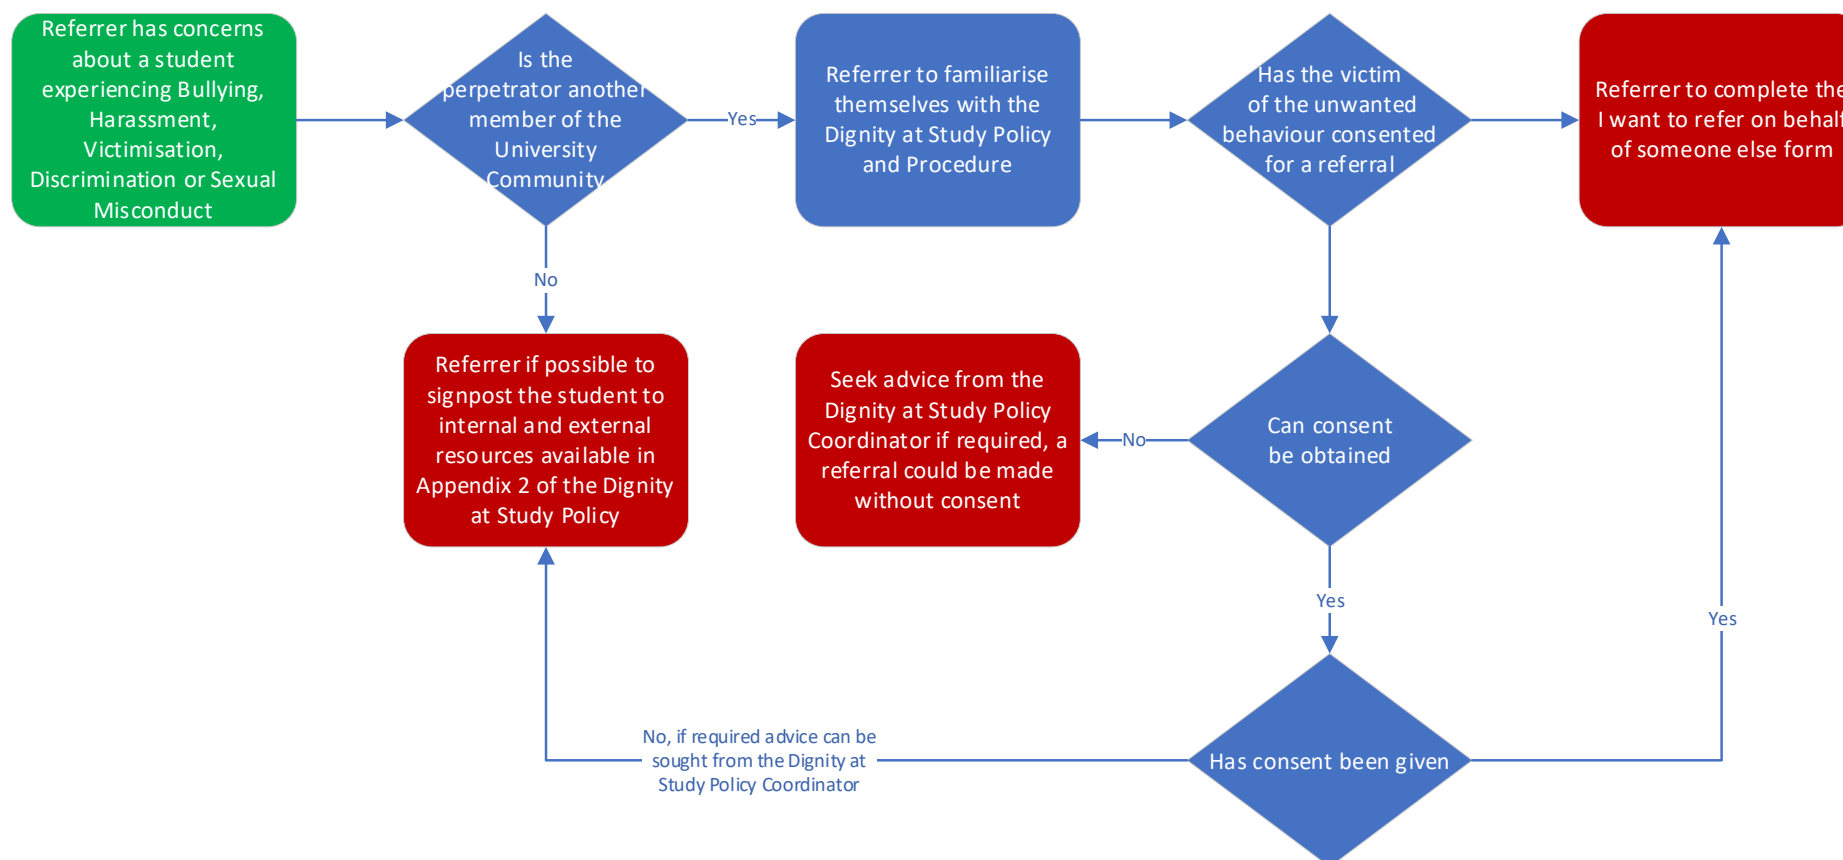 Referrer has concerns
about a student
experiencing Bullying,
Harassment,
Victimisation,
Discrimination or Sexual
Misconduct
Is the
perpetrator another
member of the
University
Community
Yes
Referrer to familiarise
themselves with the
Dignity at Study Policy
and Procedure
Has the victim
of the unwanted
behaviour consented
for a referral
Referrer to complete the
I want to refer on behalf
of someone else form
No
Referrer if possible to
signpost the student to
internal and external
resources available in
Appendix 2 of the Dignity
at Study Policy
Seek advice from the
Dignity at Study Policy
Coordinator if required, a
referral could be made
without consent
No
Can consent
be obtained
Yes
Yes
No, if required advice can be
sought from the Dignity at
Study Policy Coordinator
Has consent been given